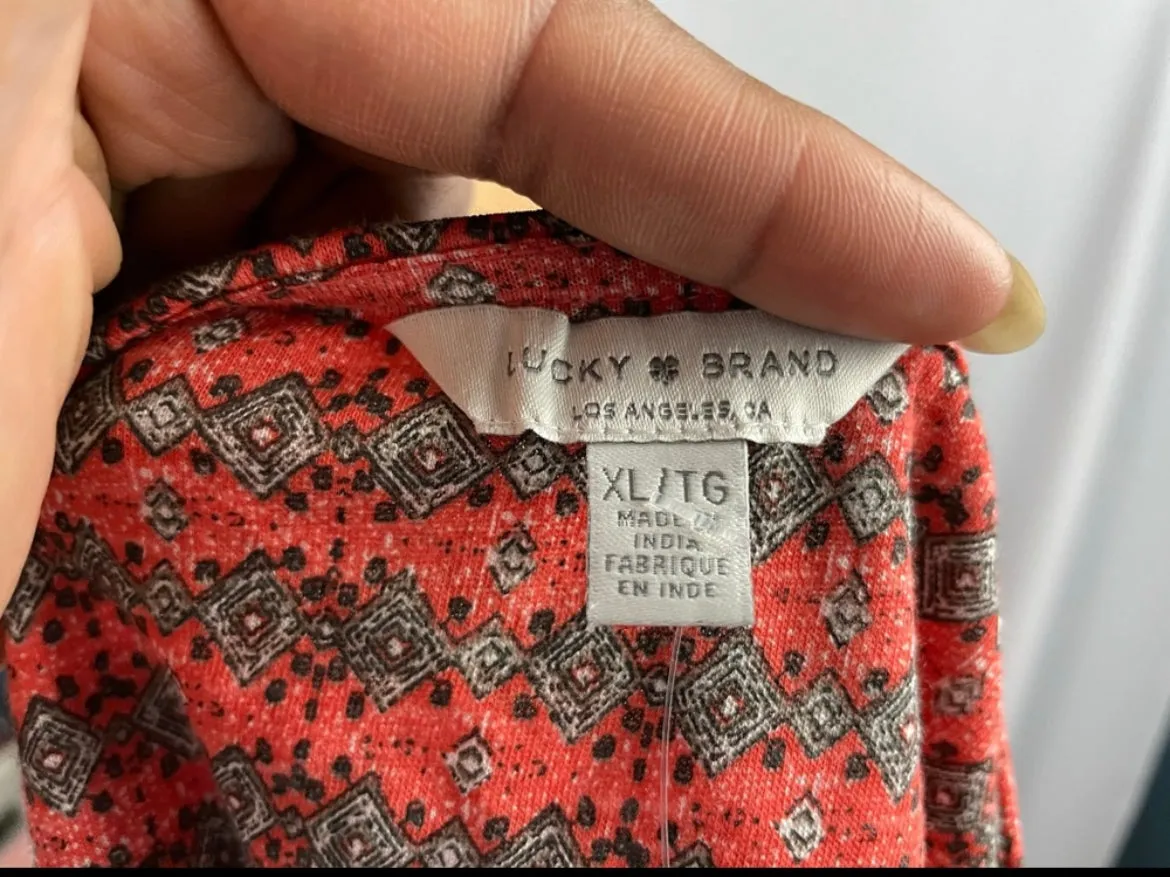 LUCKY BRAND
LOS ANGELES, CA
XL/TG
MADE IN
INDIA
FABRIQUE
EN INDE